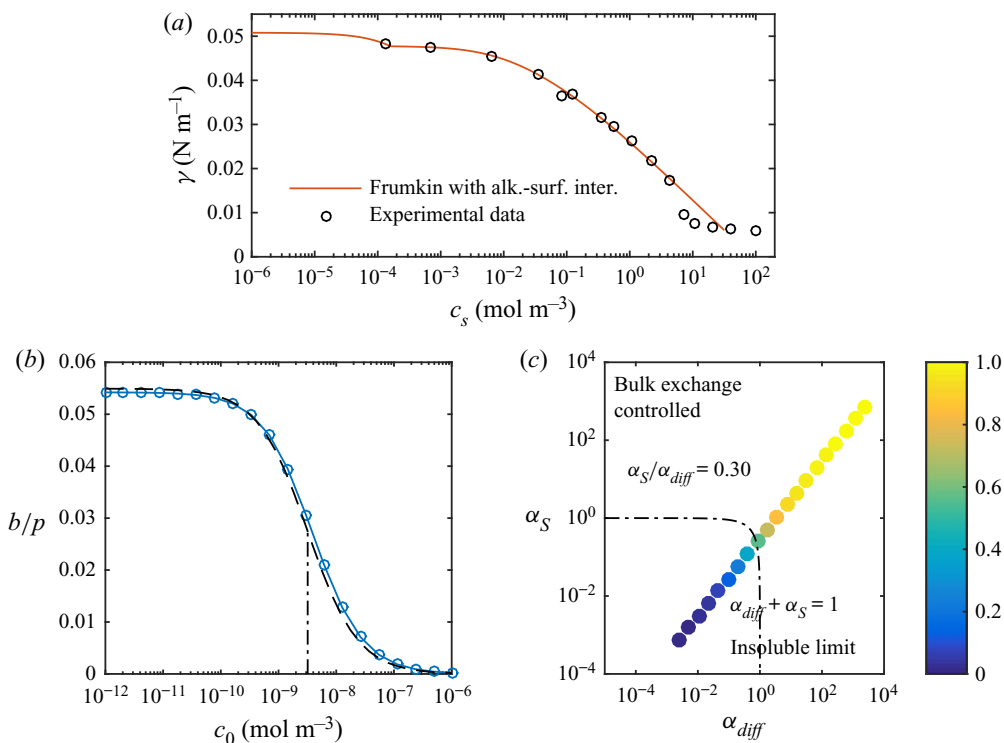 (a)
0.05
0.04
0.03
0.02
0.01
0
γ (N m⁻¹)
Frumkin with alk.-surf. inter.
Experimental data
10⁻⁶ 10⁻⁵ 10⁻⁴ 10⁻³ 10⁻² 10⁻¹ 10⁰ 10¹ 10²
c_s (mol m⁻³)
(b)
0.06
0.05
0.04
0.03
0.02
0.01
0
b/p
10⁻¹² 10⁻¹¹ 10⁻¹⁰ 10⁻⁹ 10⁻⁸ 10⁻⁷ 10⁻⁶
c₀ (mol m⁻³)
(c)
10⁴
10²
10⁰
10⁻²
10⁻⁴
α_S
Bulk exchange
controlled
α_S/α_diff = 0.30
α_diff + α_S = 1
Insoluble limit
10⁻⁴ 10⁻² 10⁰ 10² 10⁴
α_diff
1.0
0.8
0.6
0.4
0.2
0